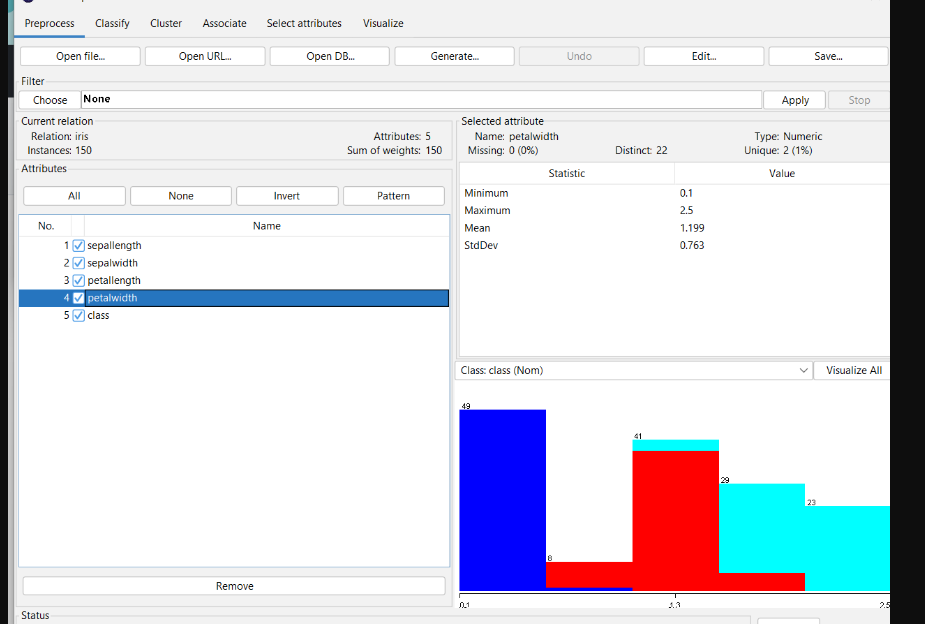 Preprocess Classify Cluster Associate Select attributes Visualize
Open file... Open URL... Open DB... Generate... Undo Edit... Save...
Filter
Choose None Apply Stop
Current relation
Relation: iris Attributes: 5
Instances: 150 Sum of weights: 150
Attributes
All None Invert Pattern
No. Name
1 sepallength
2 sepalwidth
3 petallength
4 petalwidth
5 class
Remove
Status
Selected attribute
Name: petalwidth Type: Numeric
Missing: 0 (0%) Distinct: 22 Unique: 2 (1%)
Statistic Value
Minimum 0.1
Maximum 2.5
Mean 1.199
StdDev 0.763
Class: class (Nom) Visualize All
49
41
29
23
8
0.1 1.3 2.5